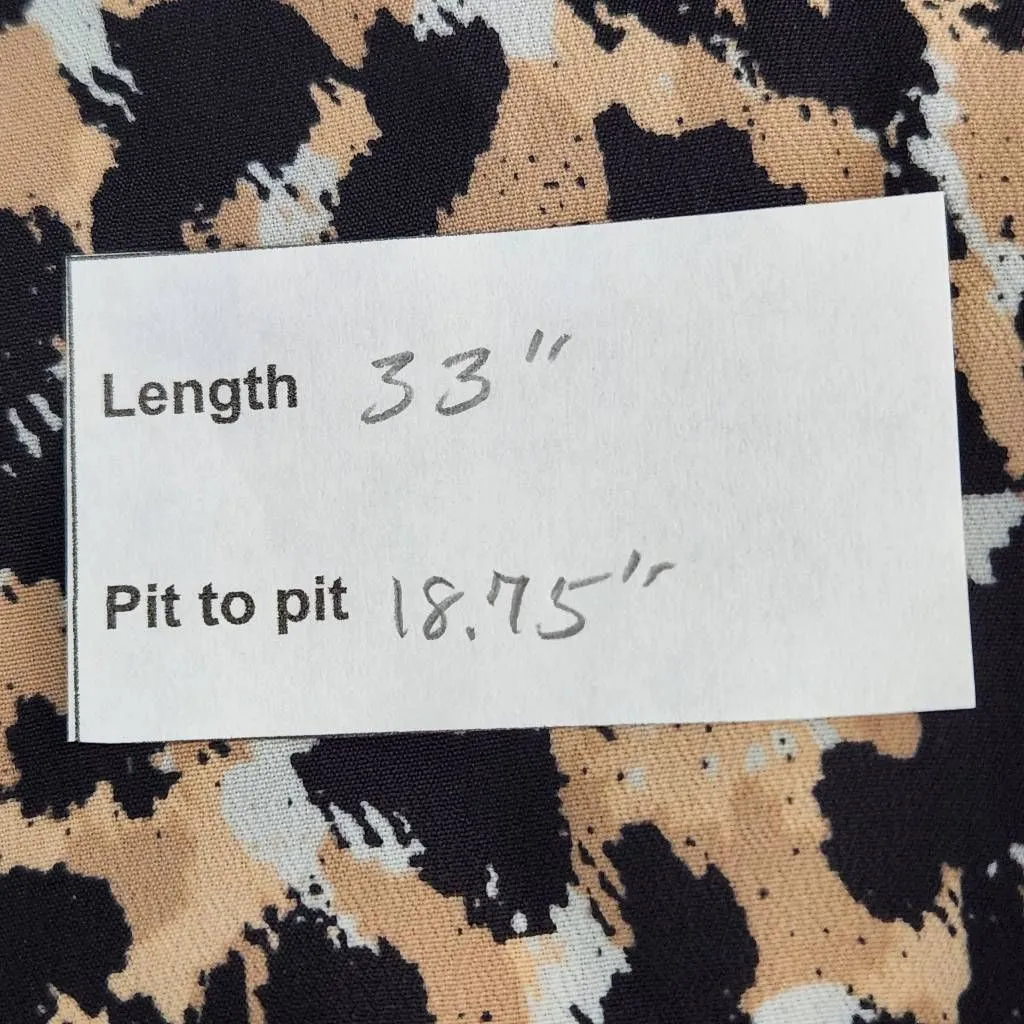 Length 33"
Pit to pit 18.75"